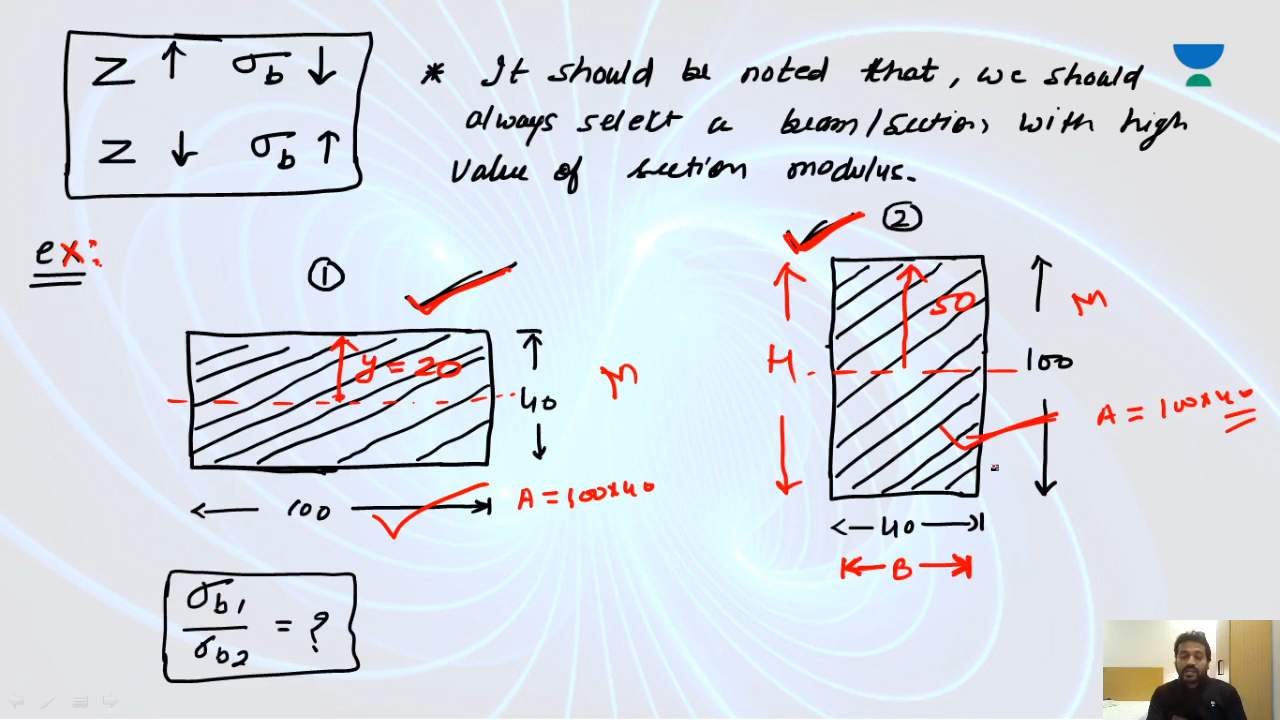 Z ↑ σb ↓
Z ↓ σb ↑
* It should be noted that, we should
always select a beam/section, with high
value of section modulus.
ex:
①
②
y = 20
40
M
100
A = 100×40
H
50
M
100
A = 100×40
40
B
σb1/σb2 = ?